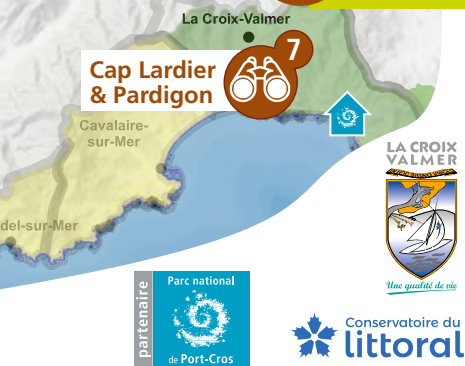 La Croix-Valmer
7
Cap Lardier
& Pardigon
Cavalaire-
sur-Mer
LA CROIX
VALMER
del-sur-Mer
Une qualité de vie
partenaire
Parc national
de Port-Cros
Conservatoire du
littoral